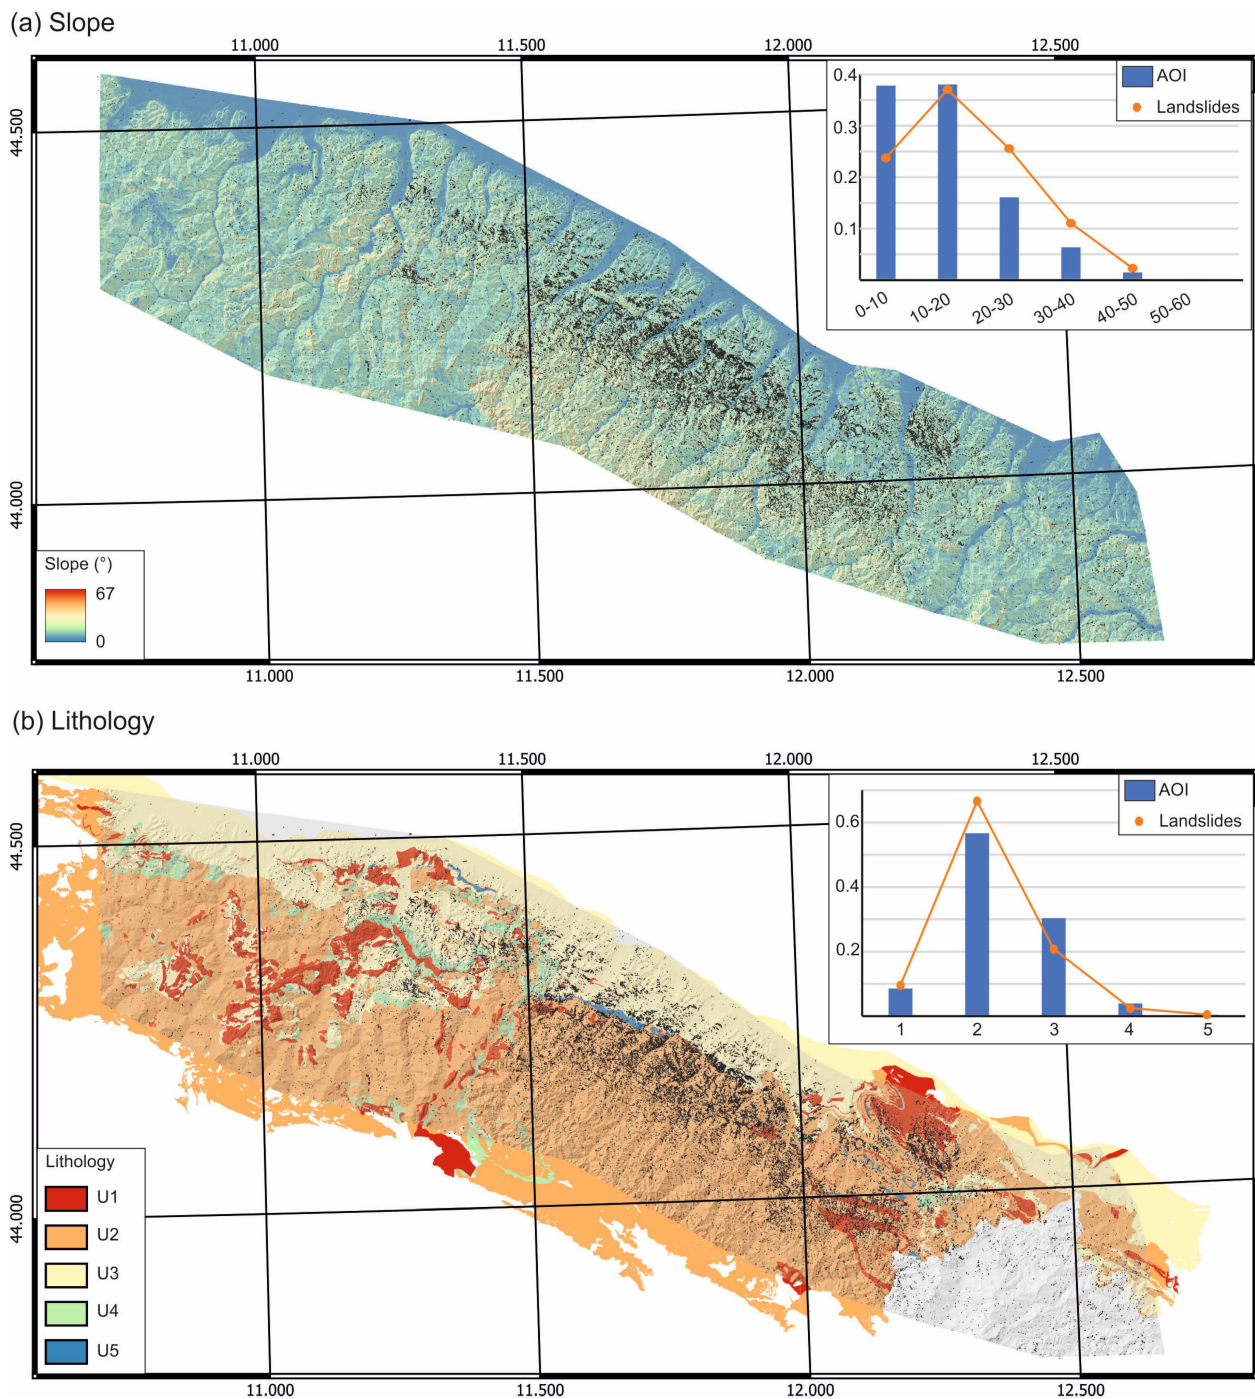 (a) Slope
11.000 11.500 12.000 12.500
44.500
44.000
0.4
0.3
0.2
0.1
AOI
Landslides
0-10 10-20 20-30 30-40 40-50 50-60
Slope (°)
67
0
11.000 11.500 12.000 12.500
(b) Lithology
11.000 11.500 12.000 12.500
44.500
44.000
0.6
0.4
0.2
AOI
Landslides
1 2 3 4 5
Lithology
U1
U2
U3
U4
U5
11.000 11.500 12.000 12.500